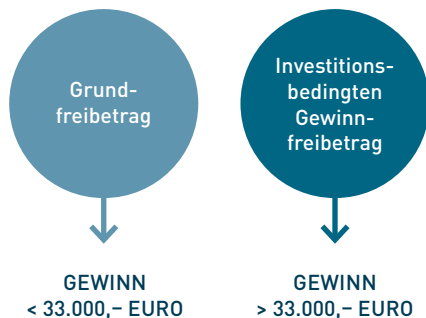 Grund-
freibetrag
Investitions-
bedingten
Gewinn-
freibetrag
GEWINN
< 33.000,– EURO
GEWINN
> 33.000,– EURO